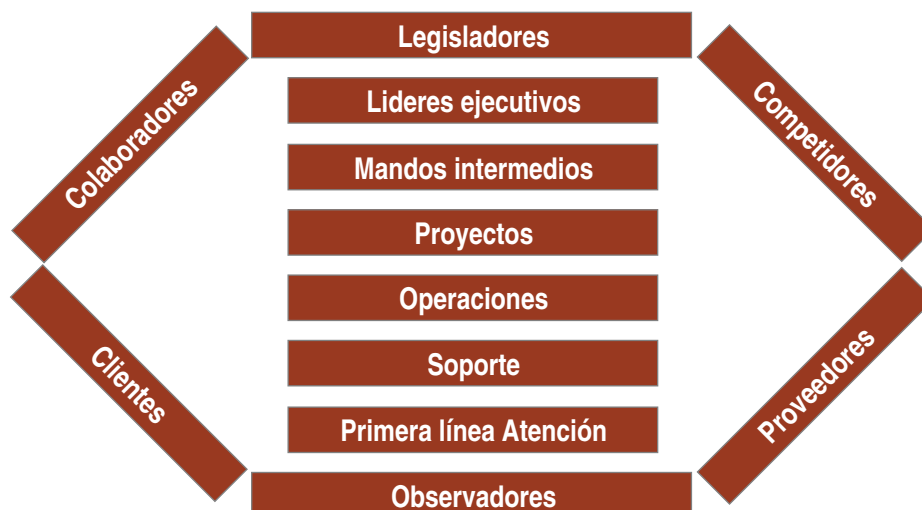 Legisladores
Colaboradores
Competidores
Lideres ejecutivos
Mandos intermedios
Proyectos
Operaciones
Soporte
Primera línea Atención
Clientes
Proveedores
Observadores